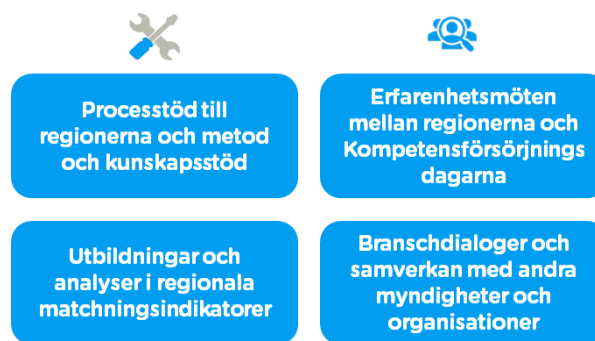 Processtöd till
regionerna och metod
och kunskapsstöd
Erfarenhetsmöten
mellan regionerna och
Kompetensförsörjnings
dagarna
Utbildningar och
analyser i regionala
matchningsindikatorer
Branschdialoger och
samverkan med andra
myndigheter och
organisationer